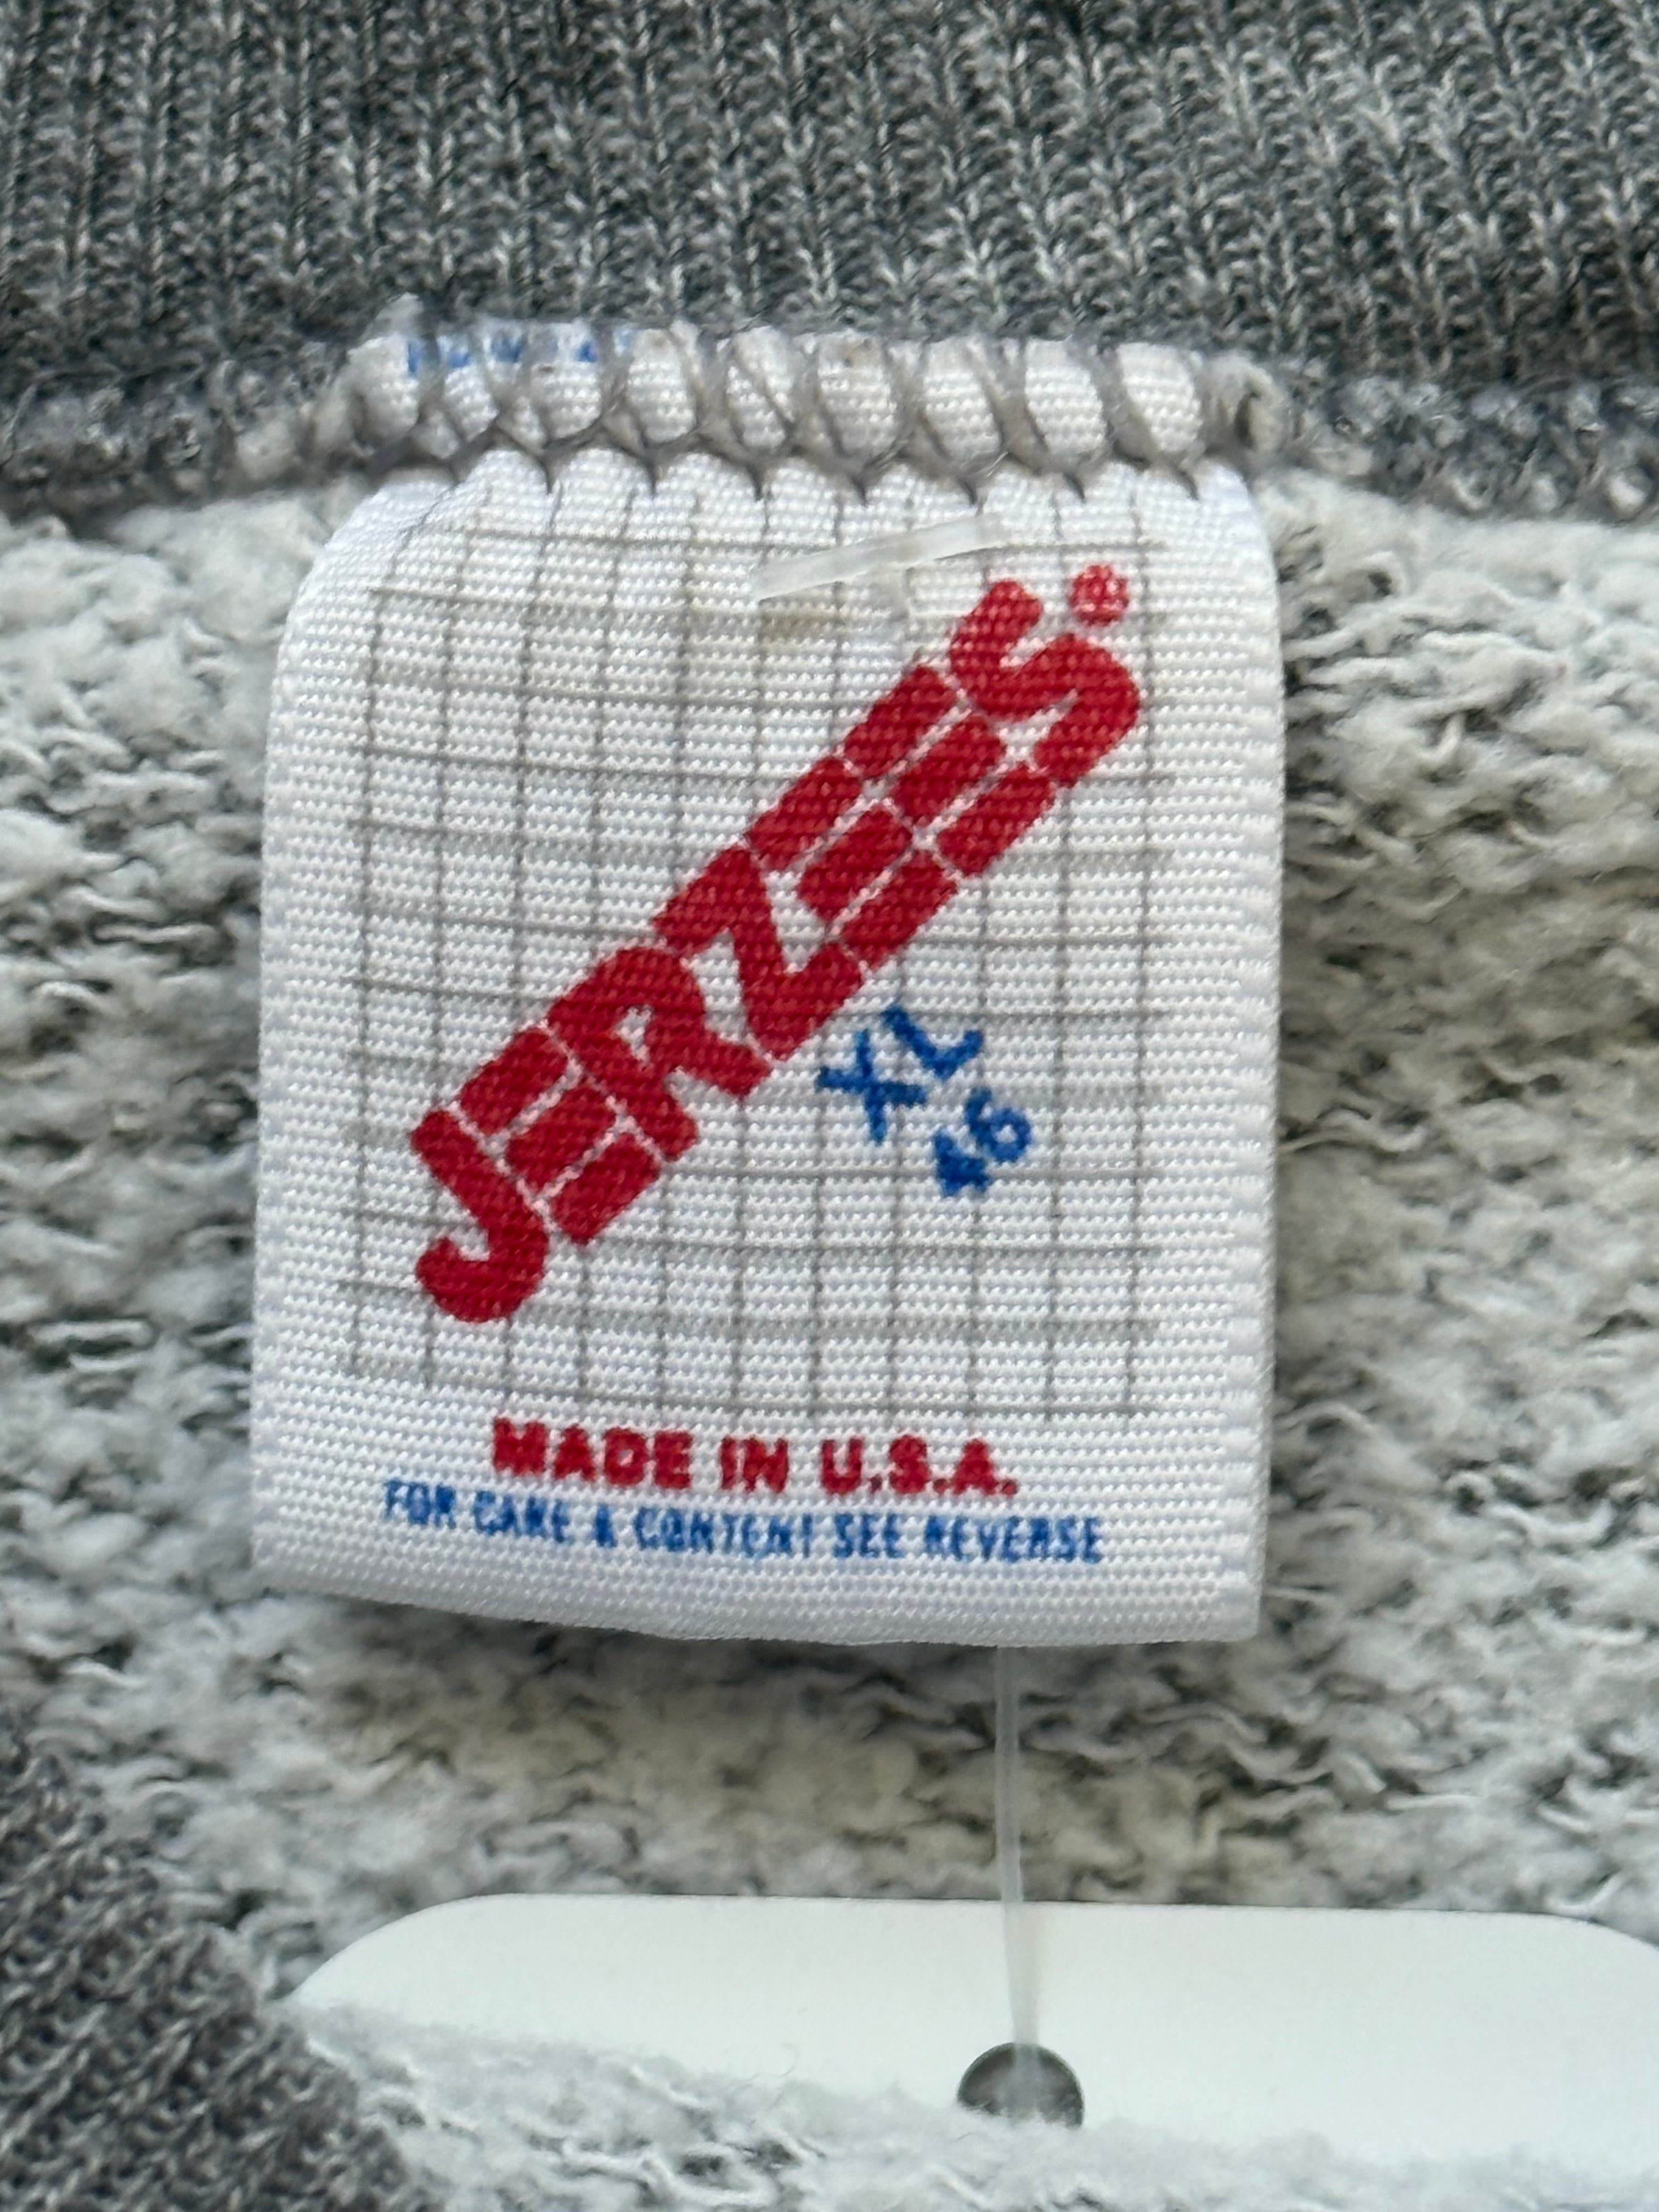 JERZEES®
XL
46
MADE IN U.S.A.
FOR CARE & CONTENT SEE REVERSE